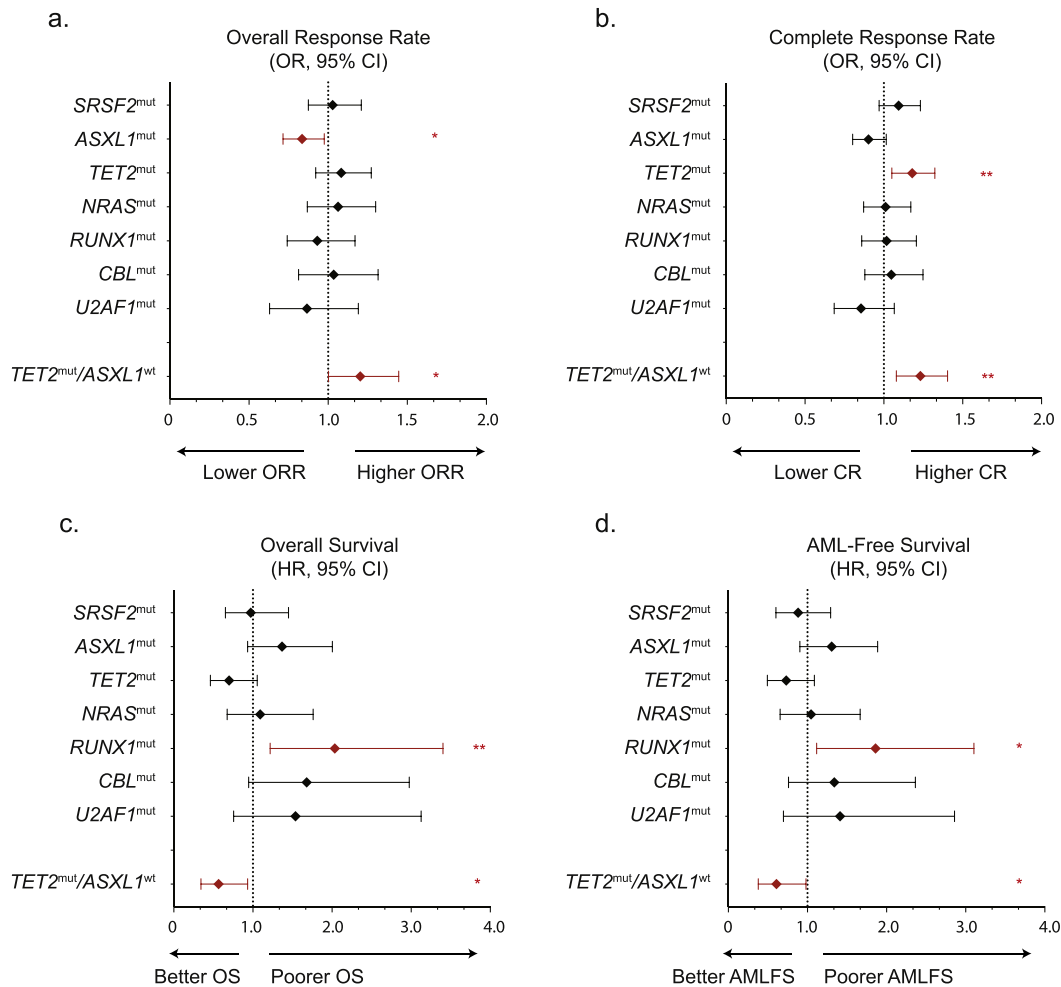 a.
Overall Response Rate
(OR, 95% CI)
SRSF2mut
ASXL1mut
*
TET2mut
NRASmut
RUNX1mut
CBLmut
U2AF1mut
TET2mut/ASXL1wt
*
0 0.5 1.0 1.5 2.0
Lower ORR Higher ORR
b.
Complete Response Rate
(OR, 95% CI)
SRSF2mut
ASXL1mut
TET2mut
**
NRASmut
RUNX1mut
CBLmut
U2AF1mut
TET2mut/ASXL1wt
**
0 0.5 1.0 1.5 2.0
Lower CR Higher CR
c.
Overall Survival
(HR, 95% CI)
SRSF2mut
ASXL1mut
TET2mut
NRASmut
RUNX1mut
**
CBLmut
U2AF1mut
TET2mut/ASXL1wt
*
0 1.0 2.0 3.0 4.0
Better OS Poorer OS
d.
AML-Free Survival
(HR, 95% CI)
SRSF2mut
ASXL1mut
TET2mut
NRASmut
RUNX1mut
*
CBLmut
U2AF1mut
TET2mut/ASXL1wt
*
0 1.0 2.0 3.0 4.0
Better AMLFS Poorer AMLFS